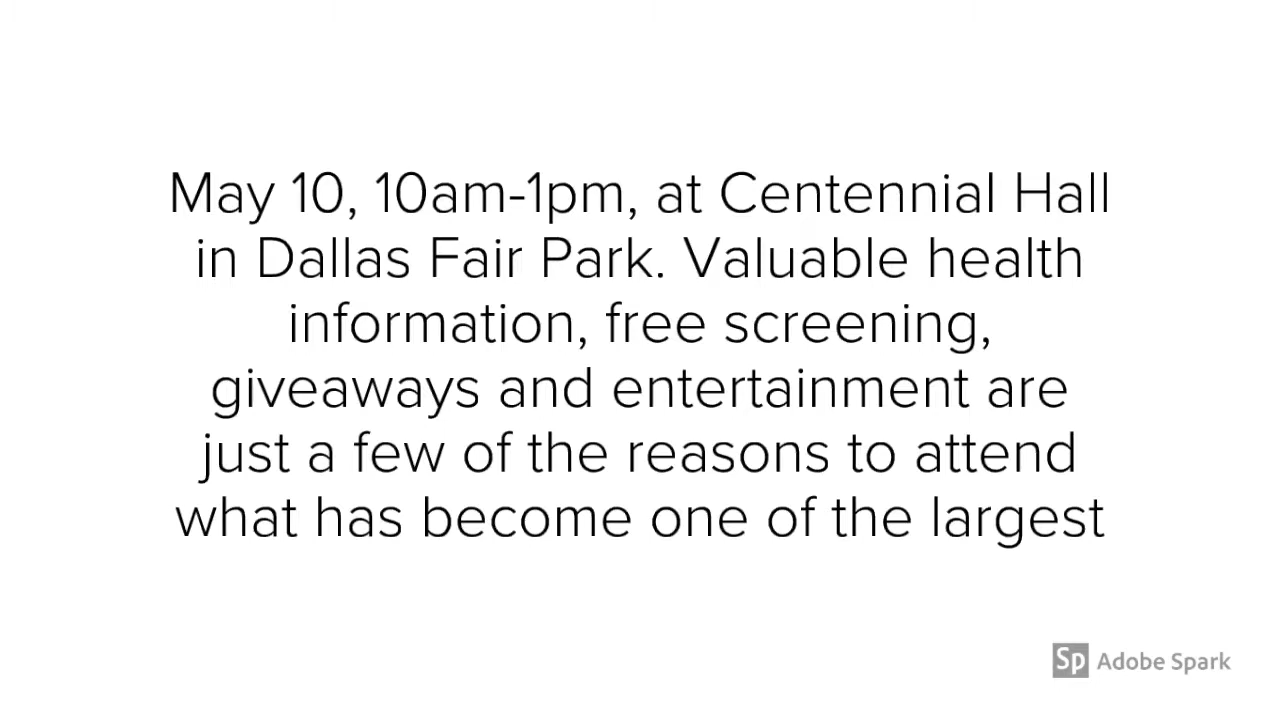 May 10, 10am-1pm, at Centennial Hall
in Dallas Fair Park. Valuable health
information, free screening,
giveaways and entertainment are
just a few of the reasons to attend
what has become one of the largest
Sp Adobe Spark